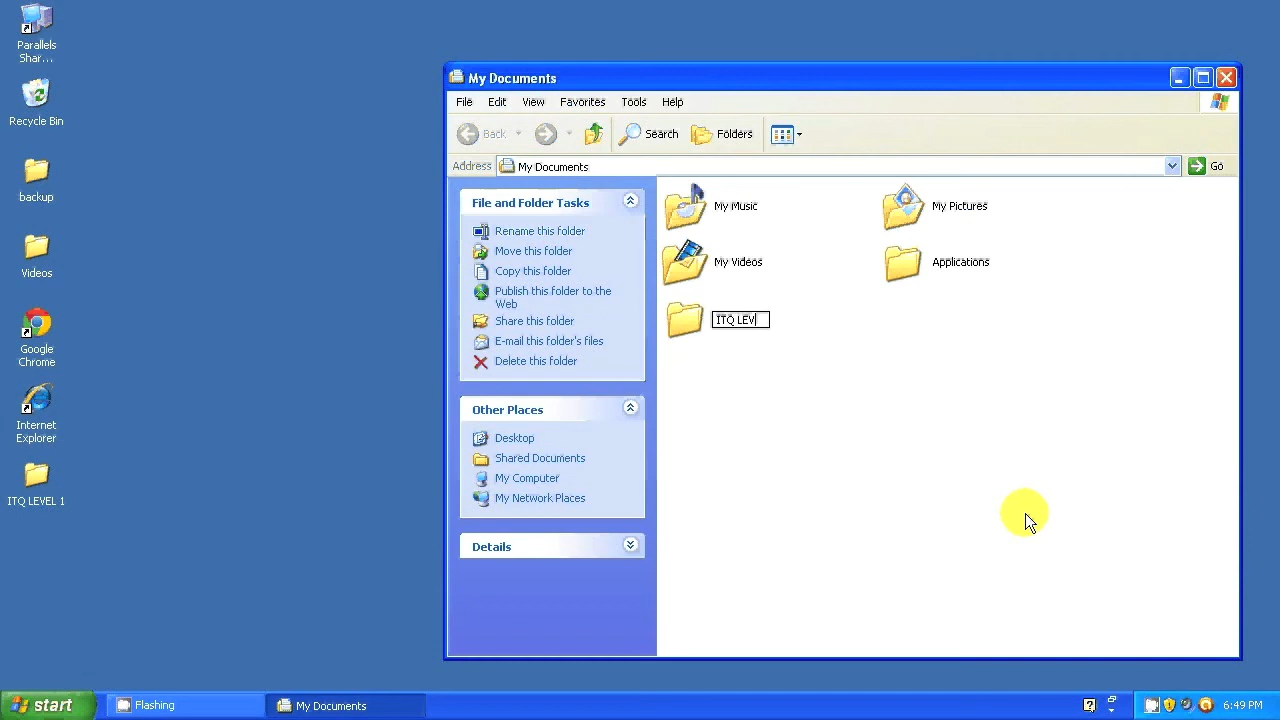 Parallels
Shar...
Recycle Bin
backup
Videos
Google
Chrome
Internet
Explorer
ITQ LEVEL 1
My Documents
File Edit View Favorites Tools Help
Back Search Folders
Address My Documents Go
File and Folder Tasks
Rename this folder
Move this folder
Copy this folder
Publish this folder to the
Web
Share this folder
E-mail this folder's files
Delete this folder
Other Places
Desktop
Shared Documents
My Computer
My Network Places
Details
My Music
My Pictures
My Videos
Applications
ITQ LEV
start
Flashing
My Documents
?
6:49 PM